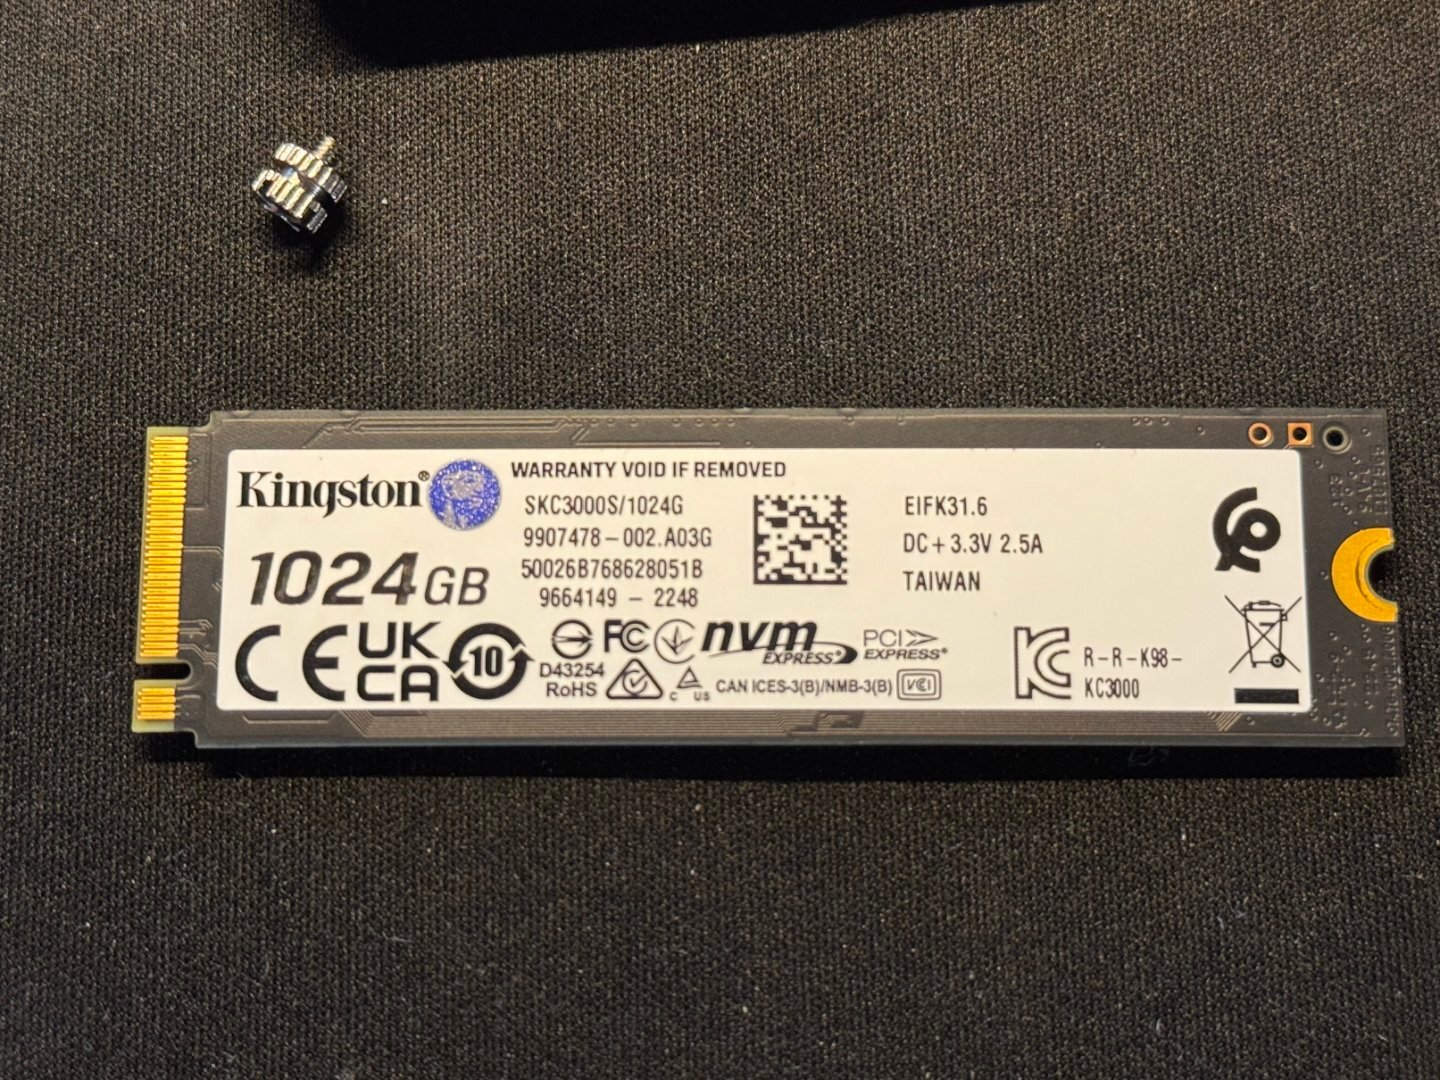 Kingston®
WARRANTY VOID IF REMOVED
SKC3000S/1024G
9907478-002.A03G
50026B768628051B
9664149 - 2248
1024GB
EIFK31.6
DC+3.3V 2.5A
TAIWAN
CE
UK
CA
10
D43254
RoHS
FC
c
US
nvm
EXPRESS®
PCI
EXPRESS®
CAN ICES-3(B)/NMB-3(B)
VCI
R-R-K98-
KC3000